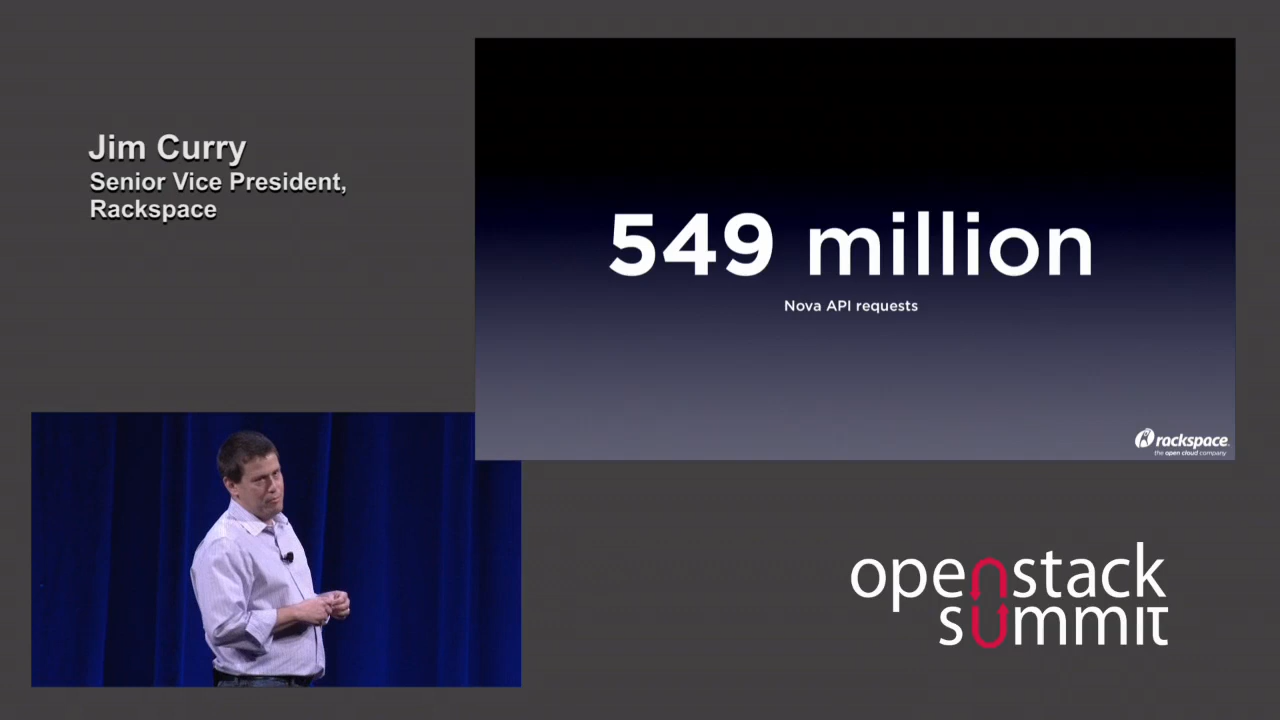 Jim Curry
Senior Vice President,
Rackspace
549 million
Nova API requests
rackspace.
the open cloud company
openstack
summit